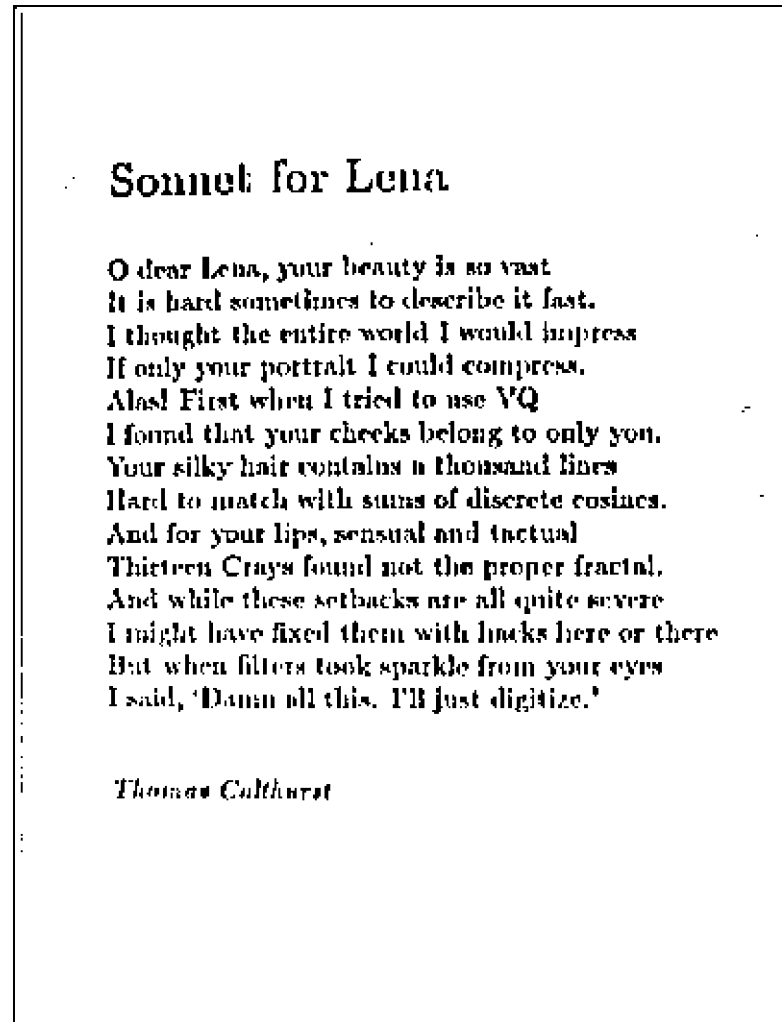 Sonnet for Lena
O dear Lena, your beauty is so vast
It is hard sometimes to describe it fast.
I thought the entire world I would impress
If only your portrait I could compress.
Alas! First when I tried to use VQ
I found that your cheeks belong to only you.
Your silky hair contains a thousand lines
Hard to match with sums of discrete cosines.
And for your lips, sensual and tactual
Thirteen Crays found not the proper fractal.
And while these setbacks are all quite severe
I might have fixed them with hacks here or there
But when filters took sparkle from your eyes
I said, 'Damn all this. I'll just digitize.'
Thomas Colthurst